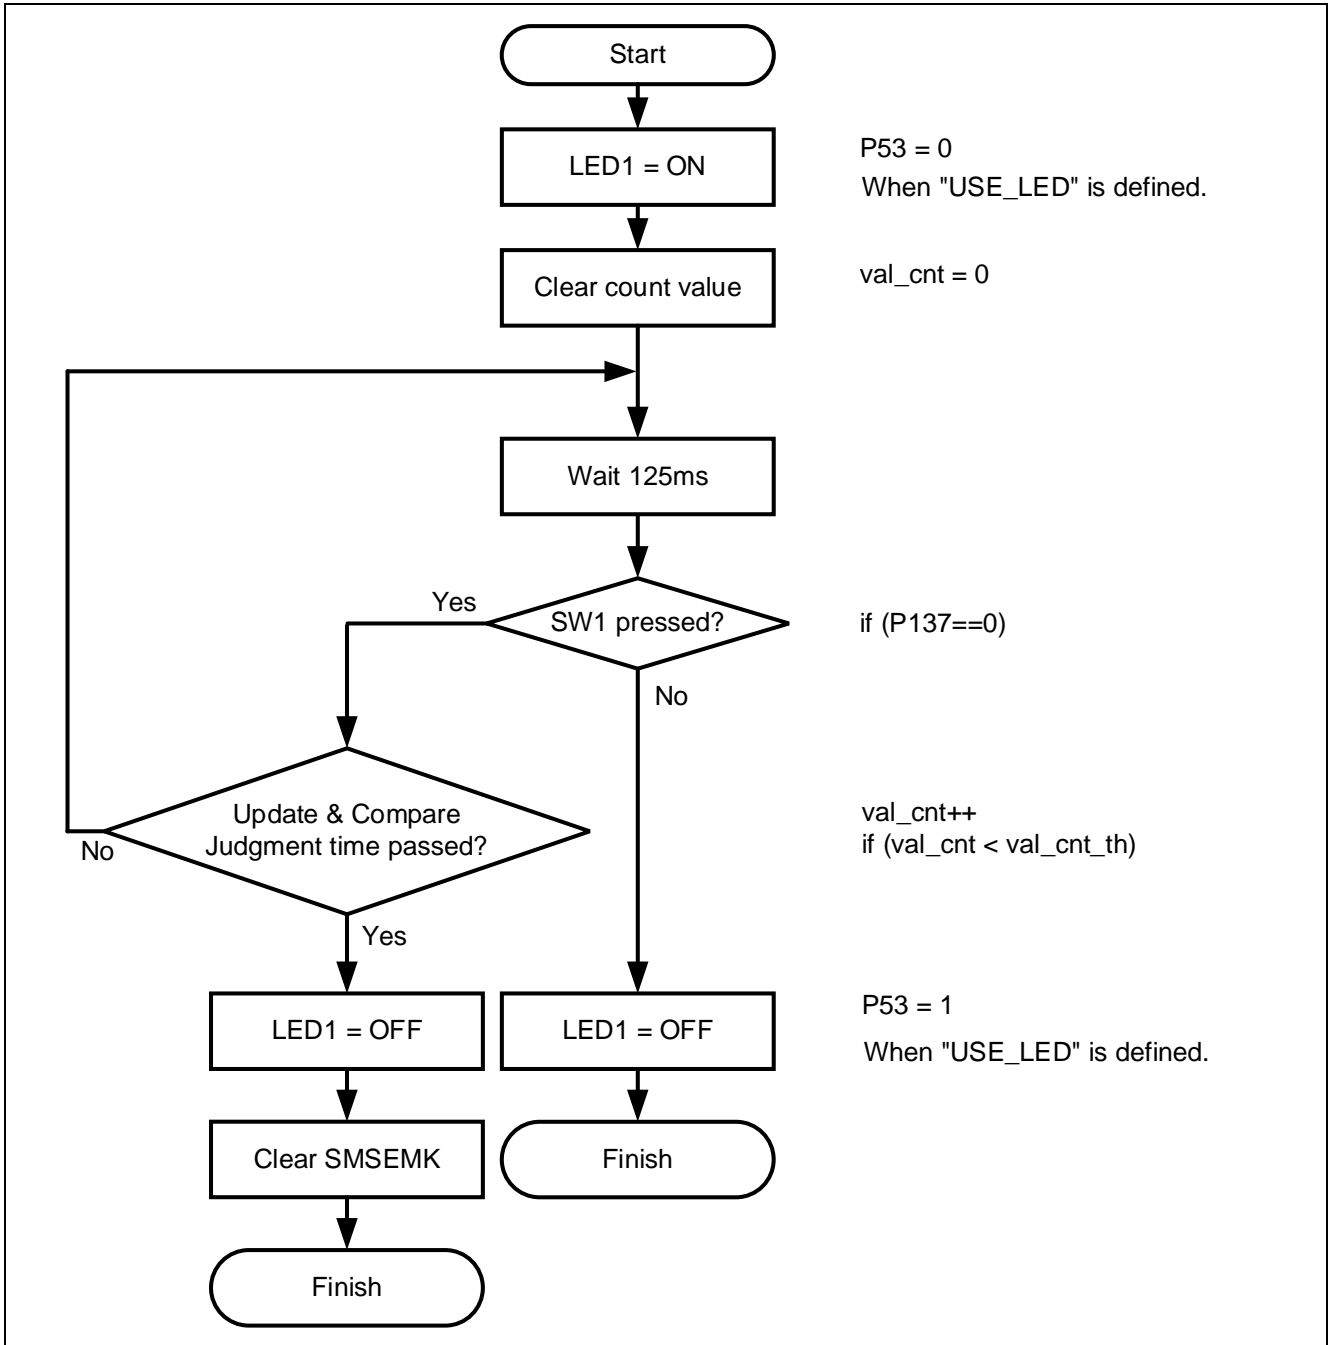 Start
LED1 = ON
P53 = 0
When "USE_LED" is defined.
Clear count value
val_cnt = 0
Wait 125ms
Yes
SW1 pressed?
if (P137==0)
No
Update & Compare
Judgment time passed?
val_cnt++
if (val_cnt < val_cnt_th)
No
Yes
LED1 = OFF
LED1 = OFF
P53 = 1
When "USE_LED" is defined.
Clear SMSEMK
Finish
Finish